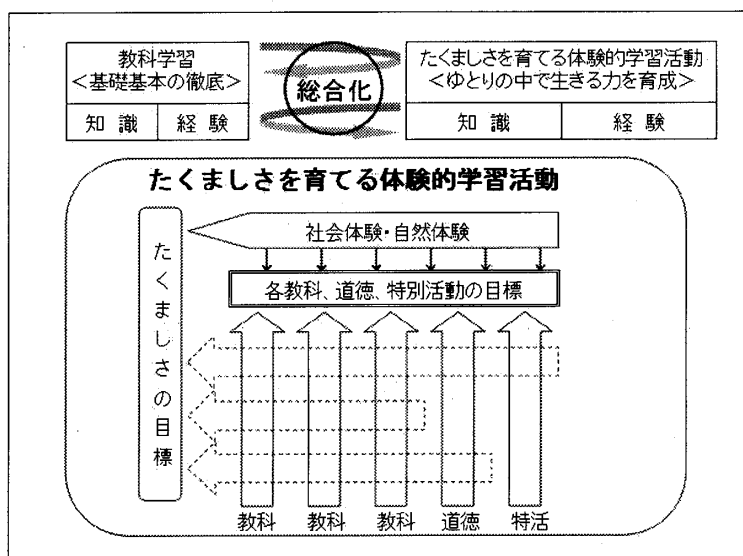 教科学習
<基礎基本の徹底>
知識 経験
総合化
たくましさを育てる体験的学習活動
<ゆとりの中で生きる力を育成>
知識 経験
たくましさを育てる体験的学習活動
たくましさの目標
社会体験・自然体験
各教科、道徳、特別活動の目標
教科 教科 教科 道徳 特活